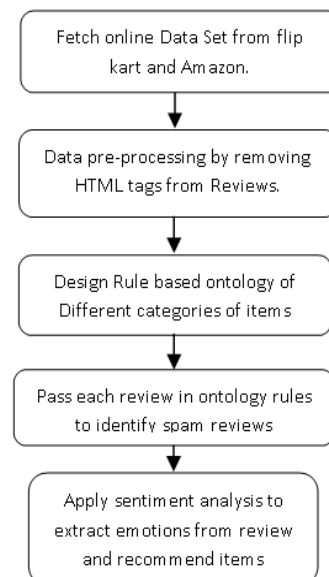 Fetch online Data Set from flip
kart and Amazon.
Data pre-processing by removing
HTML tags from Reviews.
Design Rule based ontology of
Different categories of items
Pass each review in ontology rules
to identify spam reviews
Apply sentiment analysis to
extract emotions from review
and recommend items